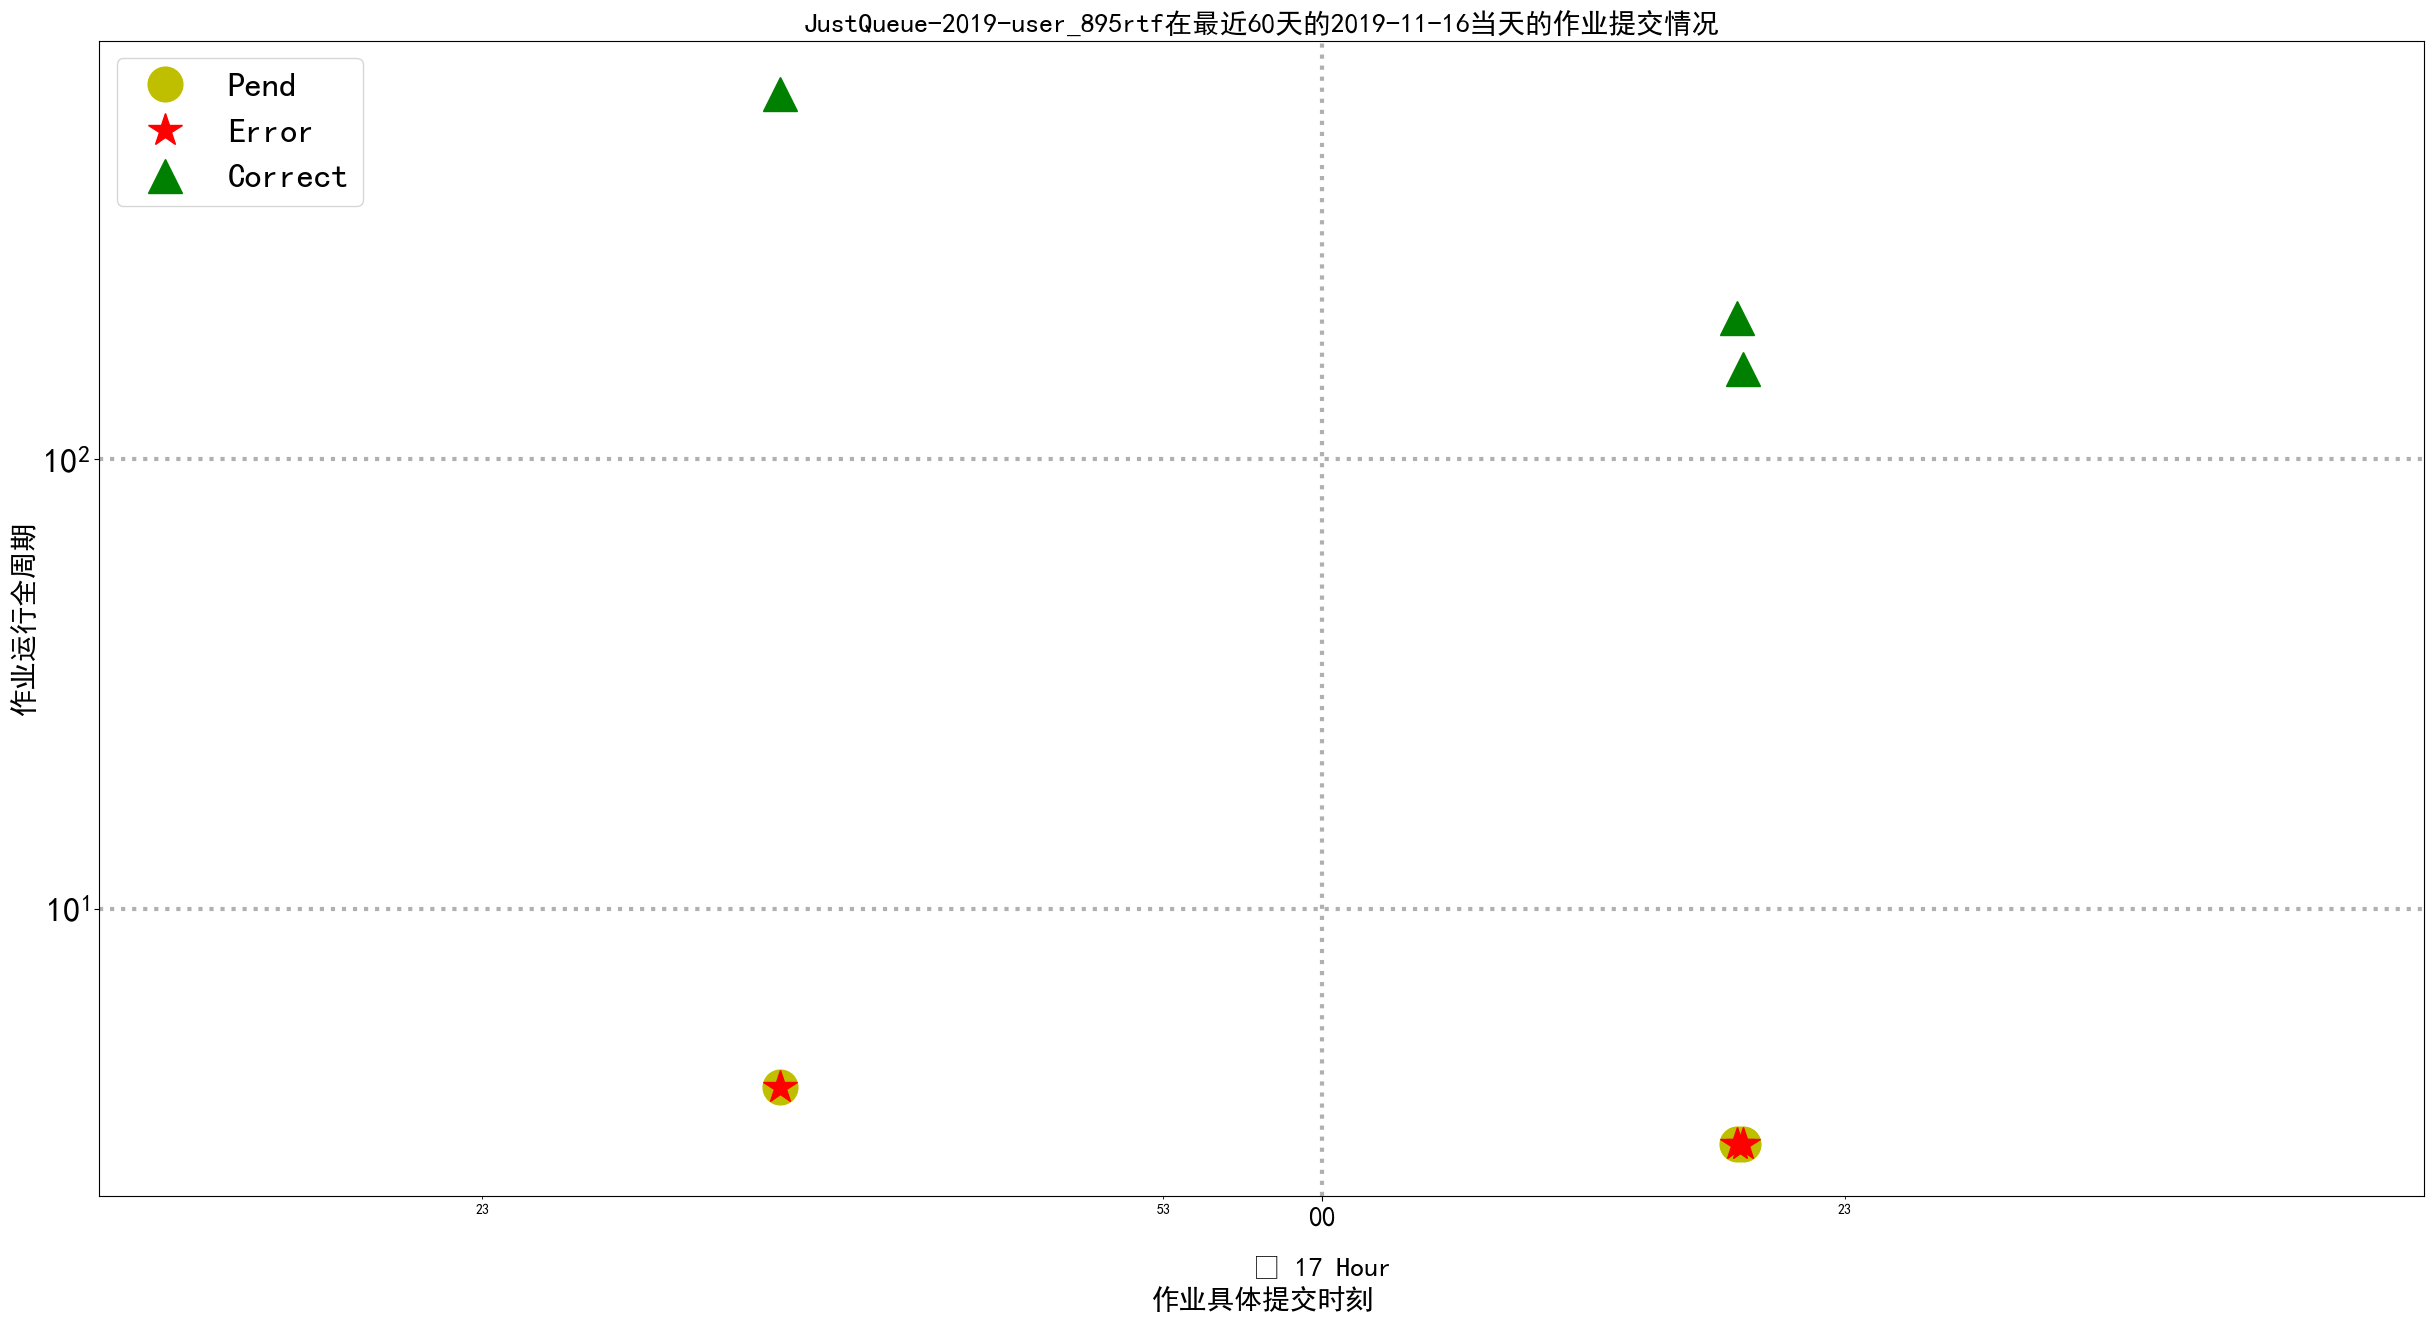 JustQueue-2019-user_895rtf在最近60天的2019-11-16当天的作业提交情况
Pend
Error
Correct
10²
作业运行全周期
10¹
23
53
00
23
17 Hour
作业具体提交时刻